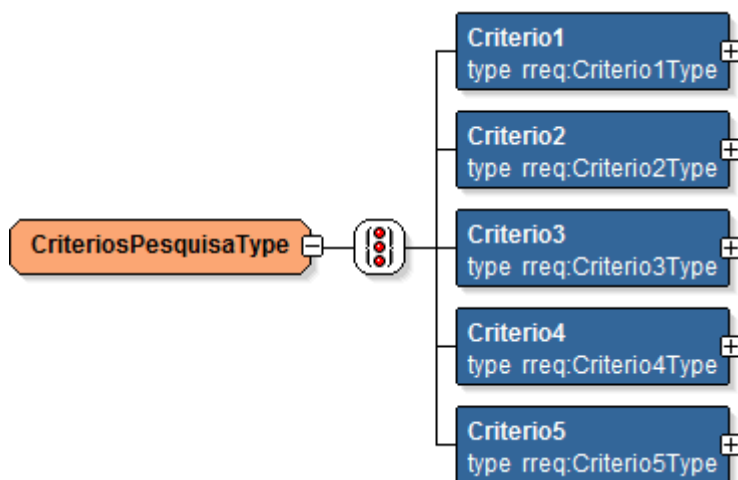 Criterio1
type rreq:Criterio1Type
Criterio2
type rreq:Criterio2Type
CriteriosPesquisaType
Criterio3
type rreq:Criterio3Type
Criterio4
type rreq:Criterio4Type
Criterio5
type rreq:Criterio5Type